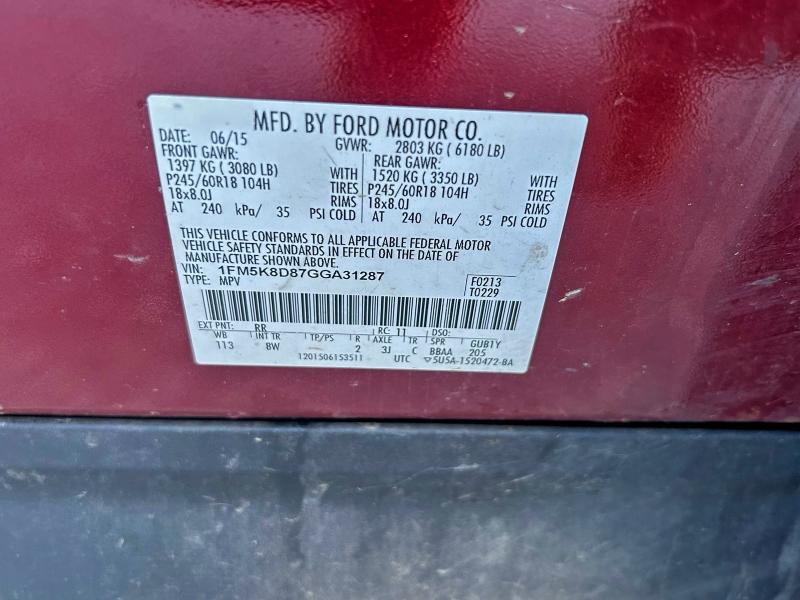 MFD. BY FORD MOTOR CO.
DATE: 06/15 GVWR: 2803 KG ( 6180 LB)
FRONT GAWR: REAR GAWR:
1397 KG ( 3080 LB) WITH 1520 KG ( 3350 LB) WITH
P245/60R18 104H TIRES P245/60R18 104H TIRES
18x8.0J RIMS 18x8.0J RIMS
AT 240 kPa/ 35 PSI COLD AT 240 kPa/ 35 PSI COLD
THIS VEHICLE CONFORMS TO ALL APPLICABLE FEDERAL MOTOR
VEHICLE SAFETY STANDARDS IN EFFECT ON THE DATE OF
MANUFACTURE SHOWN ABOVE.
VIN: 1FM5K8D87GGA31287 F0213
TYPE: MPV T0229
EXT PNT: RR RC: 11 DSO:
WB INT TR TP/PS R AXLE TR SPR GUB1Y
113 8W 2 3J C BBAA 205
1201506153511 UTC ▽5U5A-1520472-BA